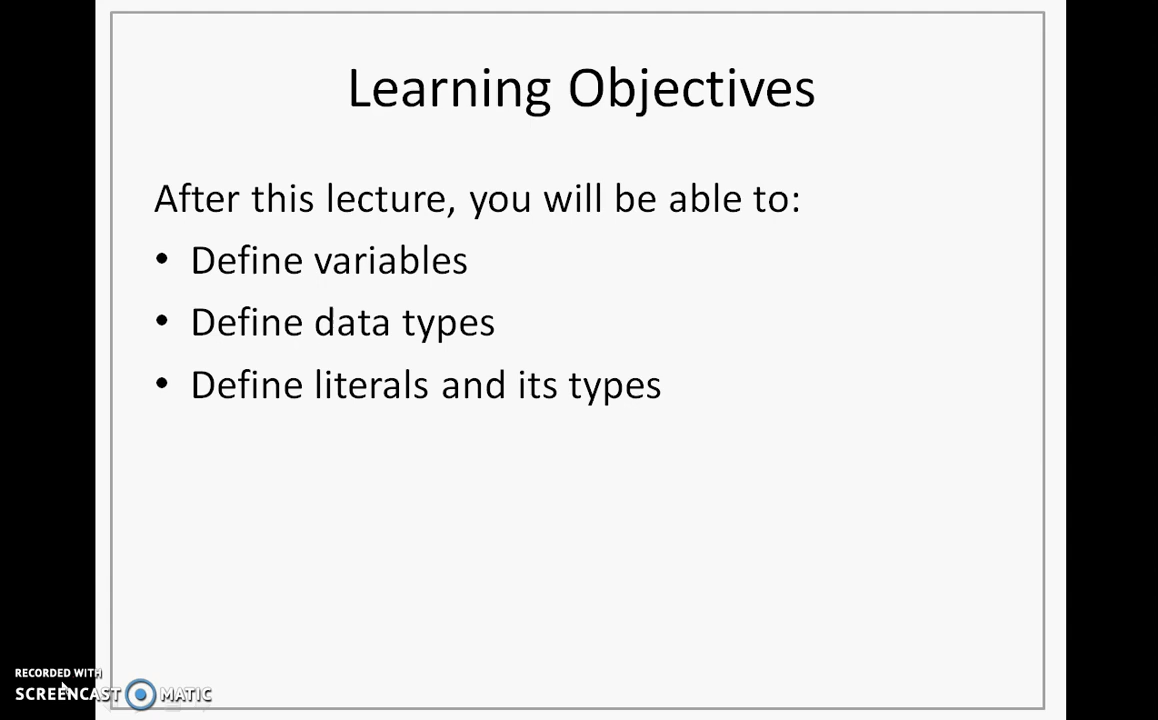 Learning Objectives
After this lecture, you will be able to:
• Define variables
• Define data types
• Define literals and its types
RECORDED WITH
SCREENCAST MATIC